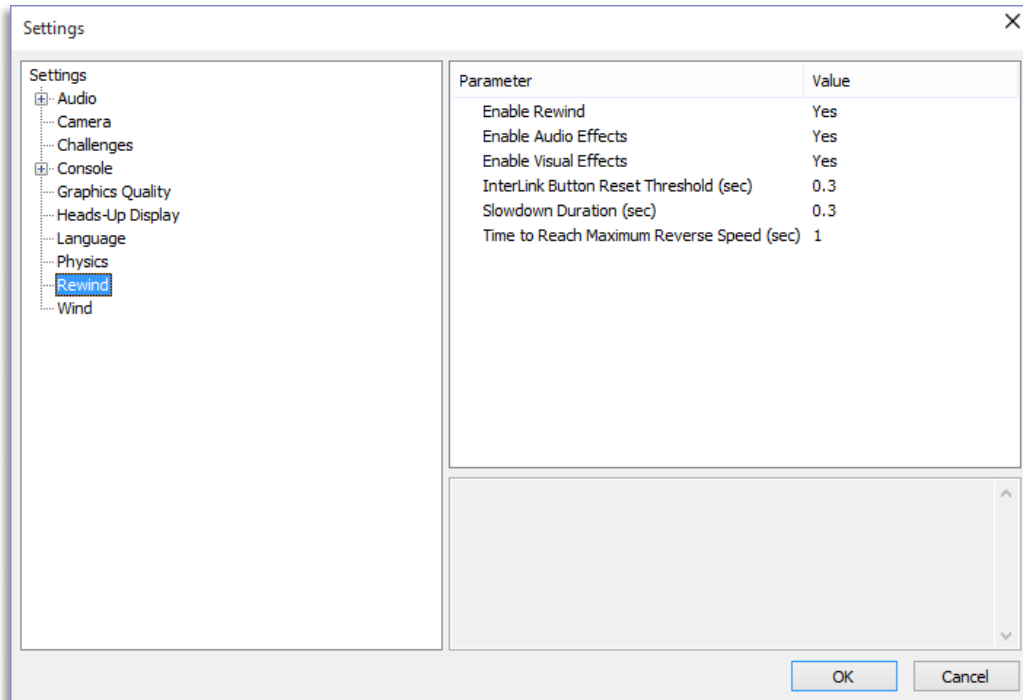 Settings
Settings
Audio
Camera
Challenges
Console
Graphics Quality
Heads-Up Display
Language
Physics
Rewind
Wind
Parameter Value
Enable Rewind Yes
Enable Audio Effects Yes
Enable Visual Effects Yes
InterLink Button Reset Threshold (sec) 0.3
Slowdown Duration (sec) 0.3
Time to Reach Maximum Reverse Speed (sec) 1
OK Cancel